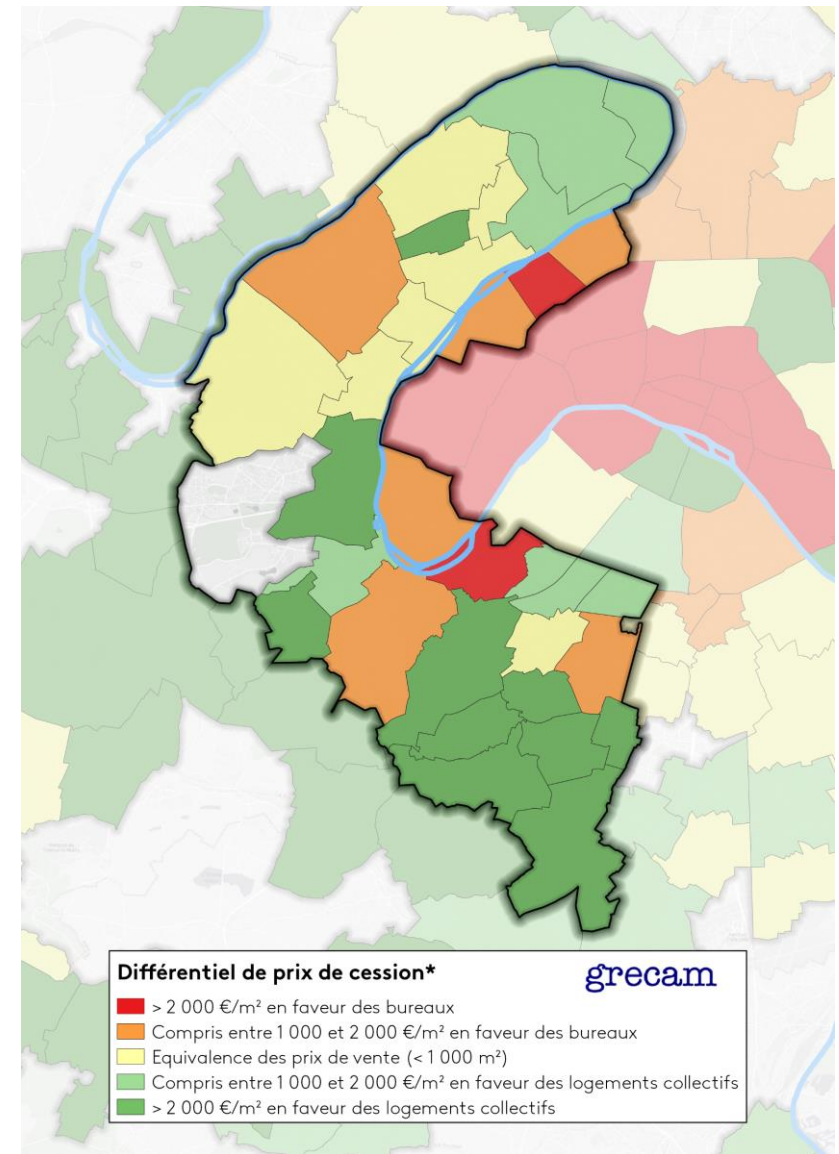 Différentiel de prix de cession*
grecam
> 2 000 €/m² en faveur des bureaux
Compris entre 1 000 et 2 000 €/m² en faveur des bureaux
Equivalence des prix de vente (< 1 000 m²)
Compris entre 1 000 et 2 000 €/m² en faveur des logements collectifs
> 2 000 €/m² en faveur des logements collectifs